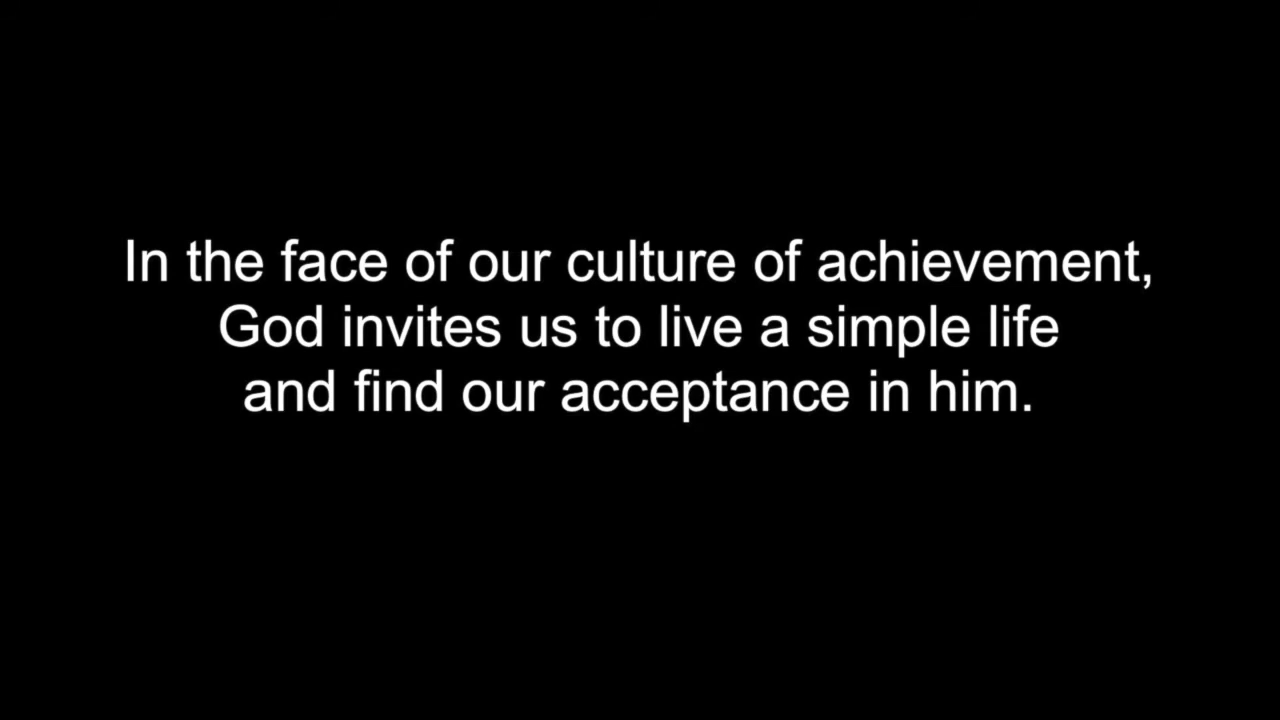 In the face of our culture of achievement,
God invites us to live a simple life
and find our acceptance in him.